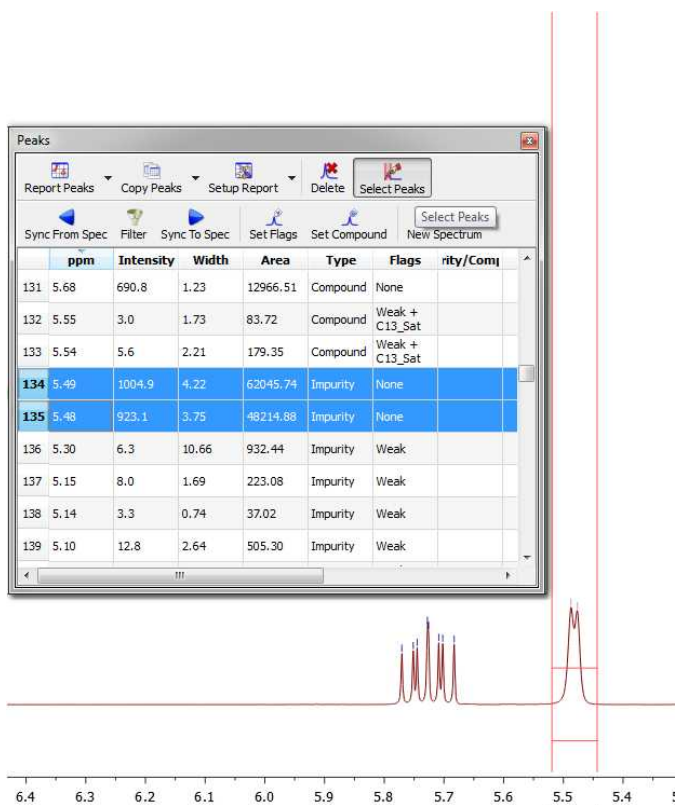 Peaks
Report Peaks Copy Peaks Setup Report Delete Select Peaks
Sync From Spec Filter Sync To Spec Set Flags Set Compound New Spectrum
Select Peaks
ppm Intensity Width Area Type Flags rity/Comp
131 5.68 690.8 1.23 12966.51 Compound None
132 5.55 3.0 1.73 83.72 Compound Weak +
C13_Sat
133 5.54 5.6 2.21 179.35 Compound Weak +
C13_Sat
134 5.49 1004.9 4.22 62045.74 Impurity None
135 5.48 923.1 3.75 48214.88 Impurity None
136 5.30 6.3 10.66 932.44 Impurity Weak
137 5.15 8.0 1.69 223.08 Impurity Weak
138 5.14 3.3 0.74 37.02 Impurity Weak
139 5.10 12.8 2.64 505.30 Impurity Weak
6.4 6.3 6.2 6.1 6.0 5.9 5.8 5.7 5.6 5.5 5.4